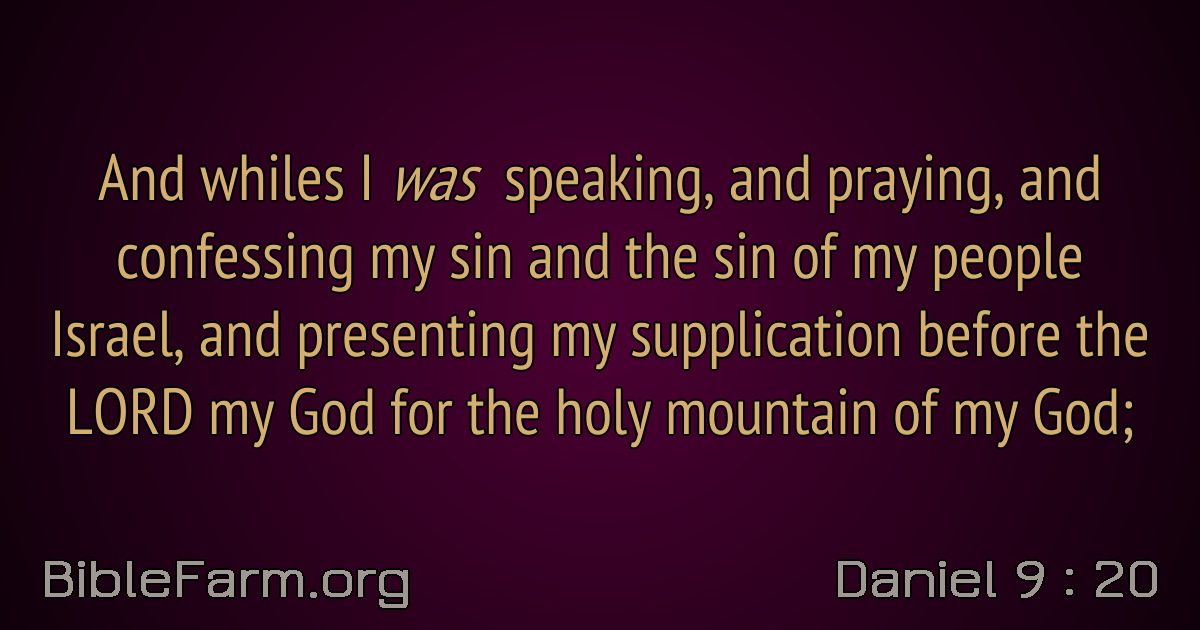 And whiles I was speaking, and praying, and
confessing my sin and the sin of my people
Israel, and presenting my supplication before the
LORD my God for the holy mountain of my God;
BibleFarm.org
Daniel 9 : 20